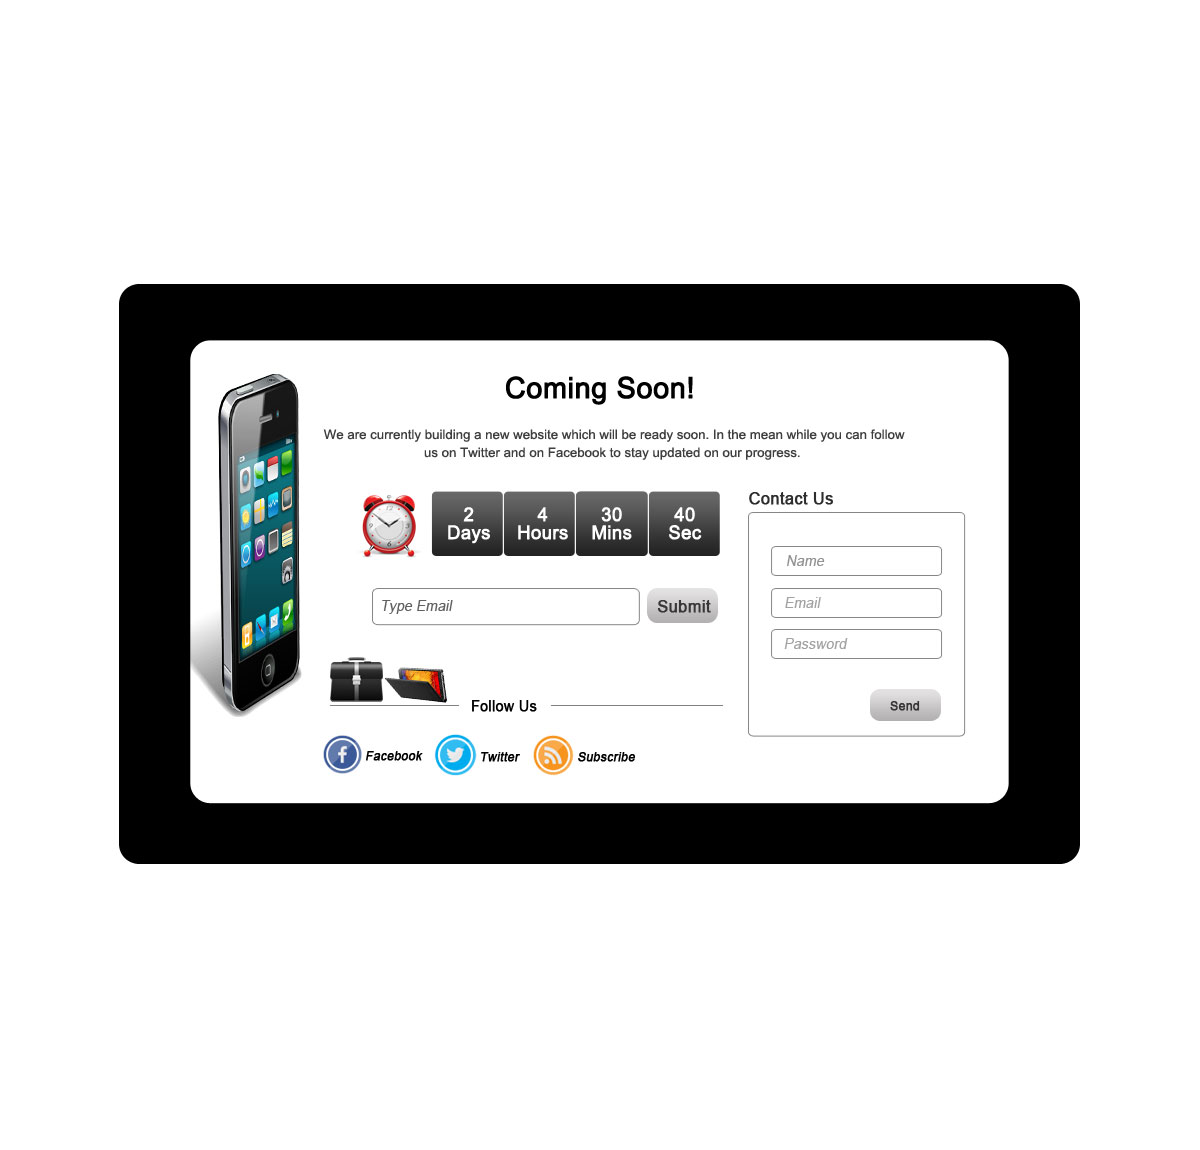 Coming Soon!
We are currently building a new website which will be ready soon. In the mean while you can follow
us on Twitter and on Facebook to stay updated on our progress.
2 Days
4 Hours
30 Mins
40 Sec
Type Email
Submit
Contact Us
Name
Email
Password
Send
Follow Us
Facebook
Twitter
Subscribe